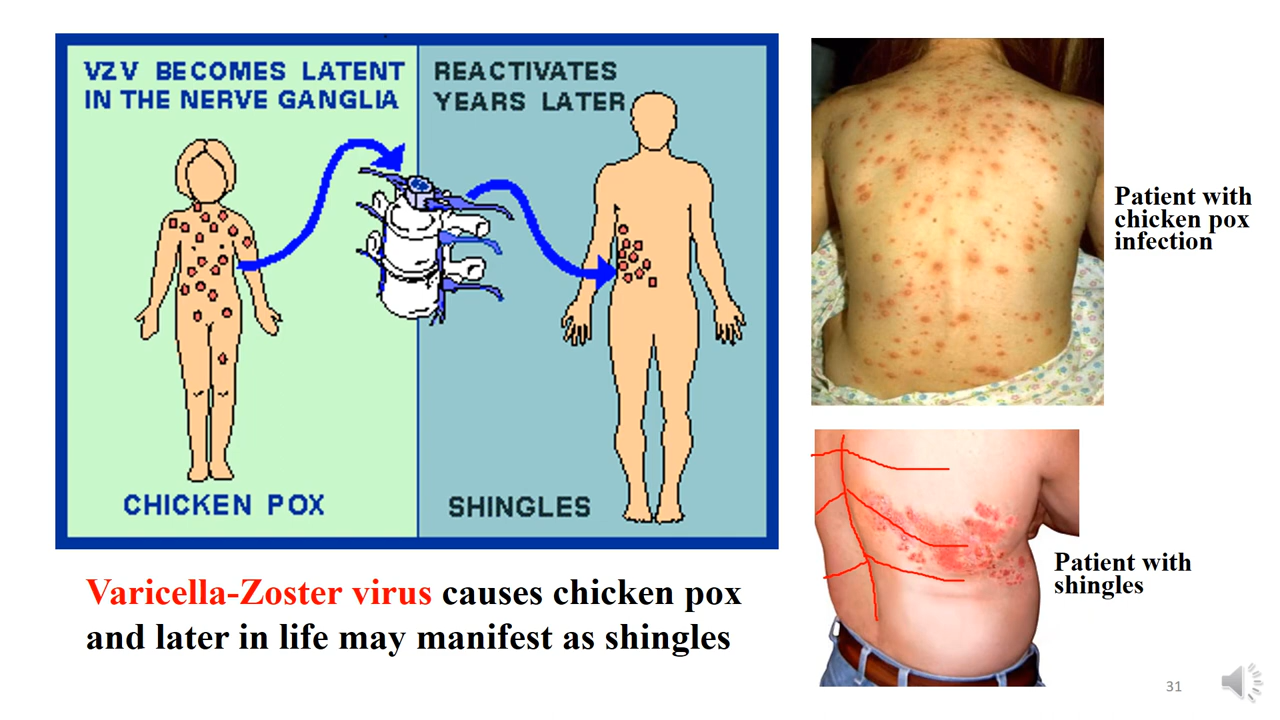 VZV BECOMES LATENT
IN THE NERVE GANGLIA
REACTIVATES
YEARS LATER
CHICKEN POX
SHINGLES
Varicella-Zoster virus causes chicken pox
and later in life may manifest as shingles
Patient with
chicken pox
infection
Patient with
shingles
31